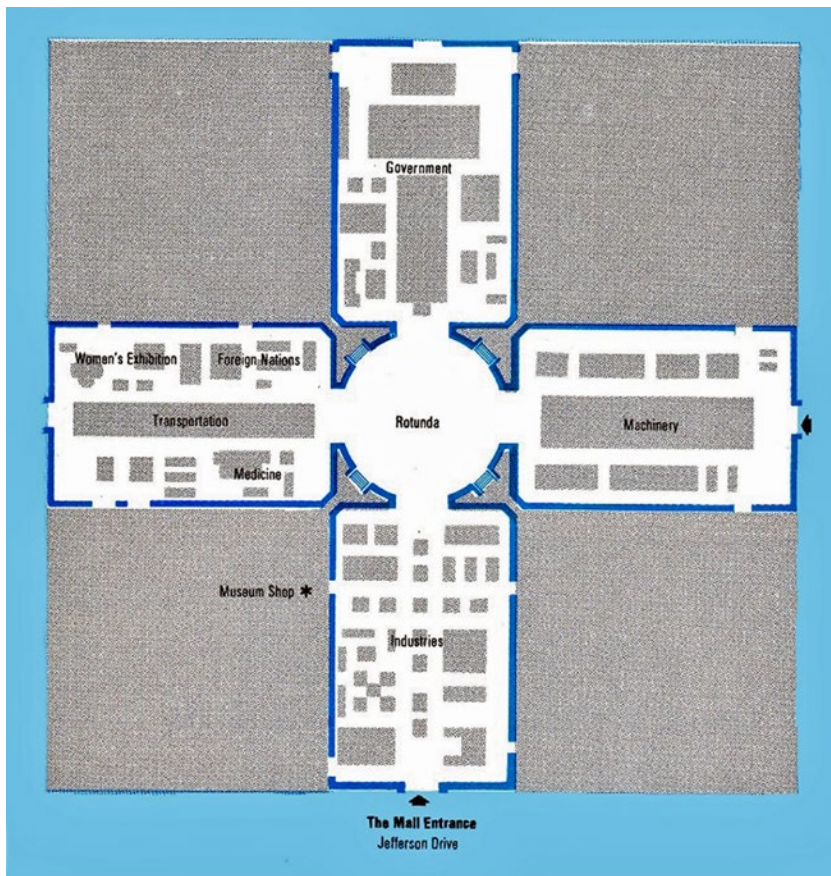 Government
Women's Exhibition
Foreign Nations
Transportation
Rotunda
Machinery
Medicine
Museum Shop *
Industries
The Mall Entrance
Jefferson Drive